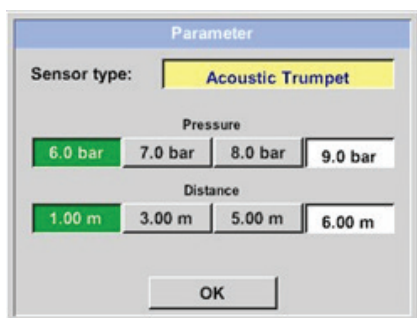 Parameter
Sensor type: Acoustic Trumpet
Pressure
6.0 bar 7.0 bar 8.0 bar 9.0 bar
Distance
1.00 m 3.00 m 5.00 m 6.00 m
OK